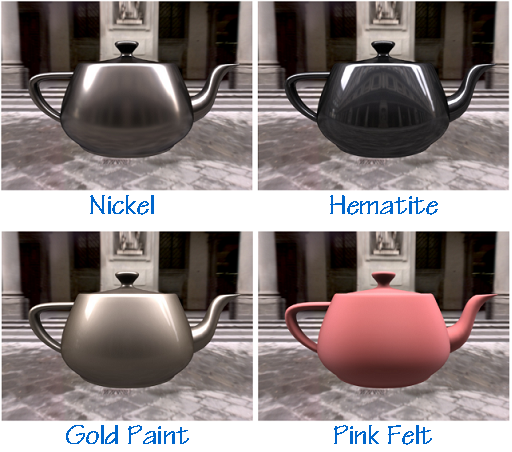 Nickel
Hematite
Gold Paint
Pink Felt